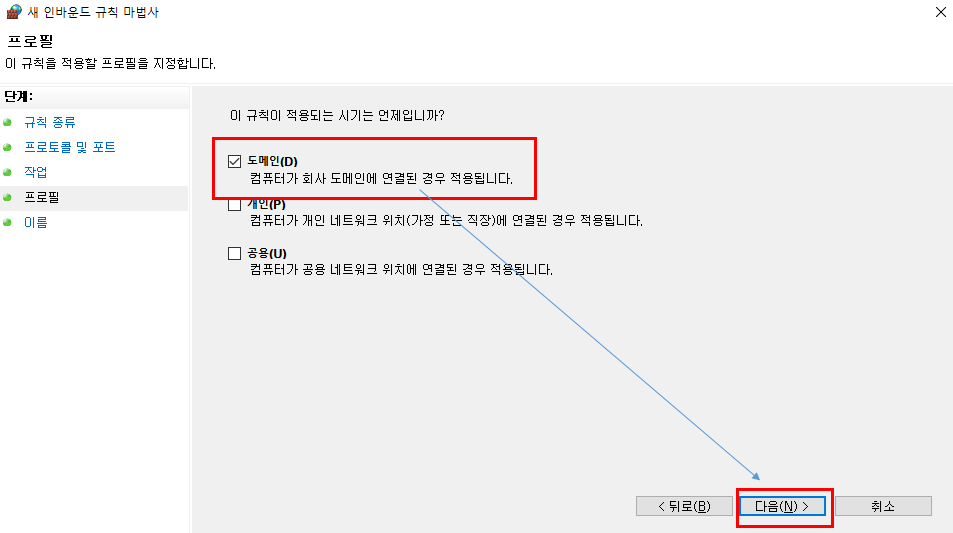 새 인바운드 규칙 마법사
프로필
이 규칙을 적용할 프로필을 지정합니다.
단계:
규칙 종류
프로토콜 및 포트
작업
프로필
이름
이 규칙이 적용되는 시기는 언제입니까?
도메인(D)
컴퓨터가 회사 도메인에 연결된 경우 적용됩니다.
개인(P)
컴퓨터가 개인 네트워크 위치(가정 또는 직장)에 연결된 경우 적용됩니다.
공용(U)
컴퓨터가 공용 네트워크 위치에 연결된 경우 적용됩니다.
< 뒤로(B) 다음(N) > 취소